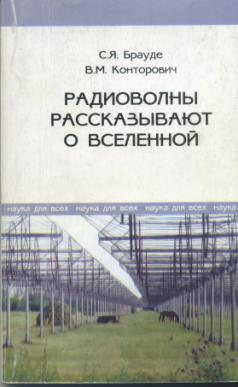 С.Я. Брауде
В.М. Конторович
РАДИОВОЛНЫ
РАССКАЗЫВАЮТ
О ВСЕЛЕННОЙ
наука для всех наука для всех наука для всех наука